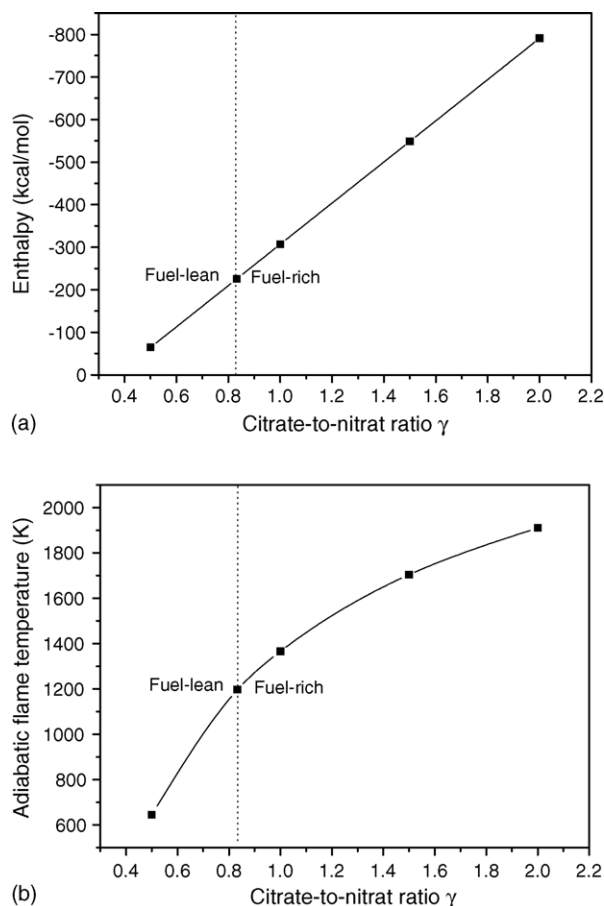 -800
-700
-600
-500
-400
-300
-200
-100
0
Enthalpy (kcal/mol)
Fuel-lean Fuel-rich
0.4 0.6 0.8 1.0 1.2 1.4 1.6 1.8 2.0 2.2
(a) Citrate-to-nitrat ratio γ
2000
1800
1600
1400
1200
1000
800
600
Adiabatic flame temperature (K)
Fuel-lean Fuel-rich
0.4 0.6 0.8 1.0 1.2 1.4 1.6 1.8 2.0 2.2
(b) Citrate-to-nitrat ratio γ